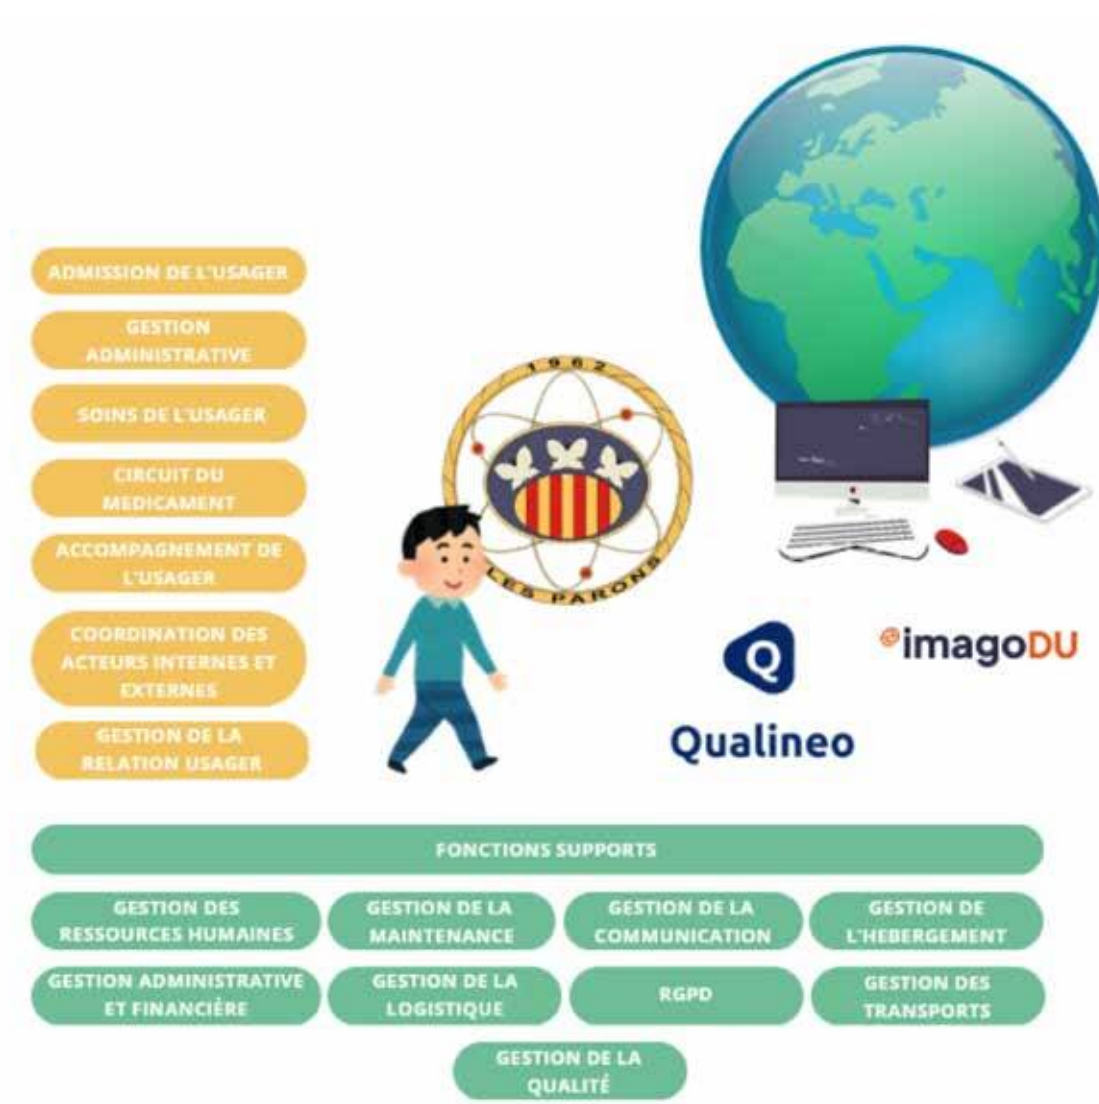 ADMISSION DE L'USAGER
GESTION
ADMINISTRATIVE
SOINS DE L'USAGER
CIRCUIT DU
MEDICAMENT
ACCOMPAGNEMENT DE
L'USAGER
COORDINATION DES
ACTEURS INTERNES ET
EXTERNES
GESTION DE LA
RELATION USAGER
1962
LES PARONS
Q
Qualineo
@imagoDU
FONCTIONS SUPPORTS
GESTION DES
RESSOURCES HUMAINES
GESTION DE LA
MAINTENANCE
GESTION DE LA
COMMUNICATION
GESTION DE
L'HEBERGEMENT
GESTION ADMINISTRATIVE
ET FINANCIÈRE
GESTION DE LA
LOGISTIQUE
RGPD
GESTION DES
TRANSPORTS
GESTION DE LA
QUALITÉ